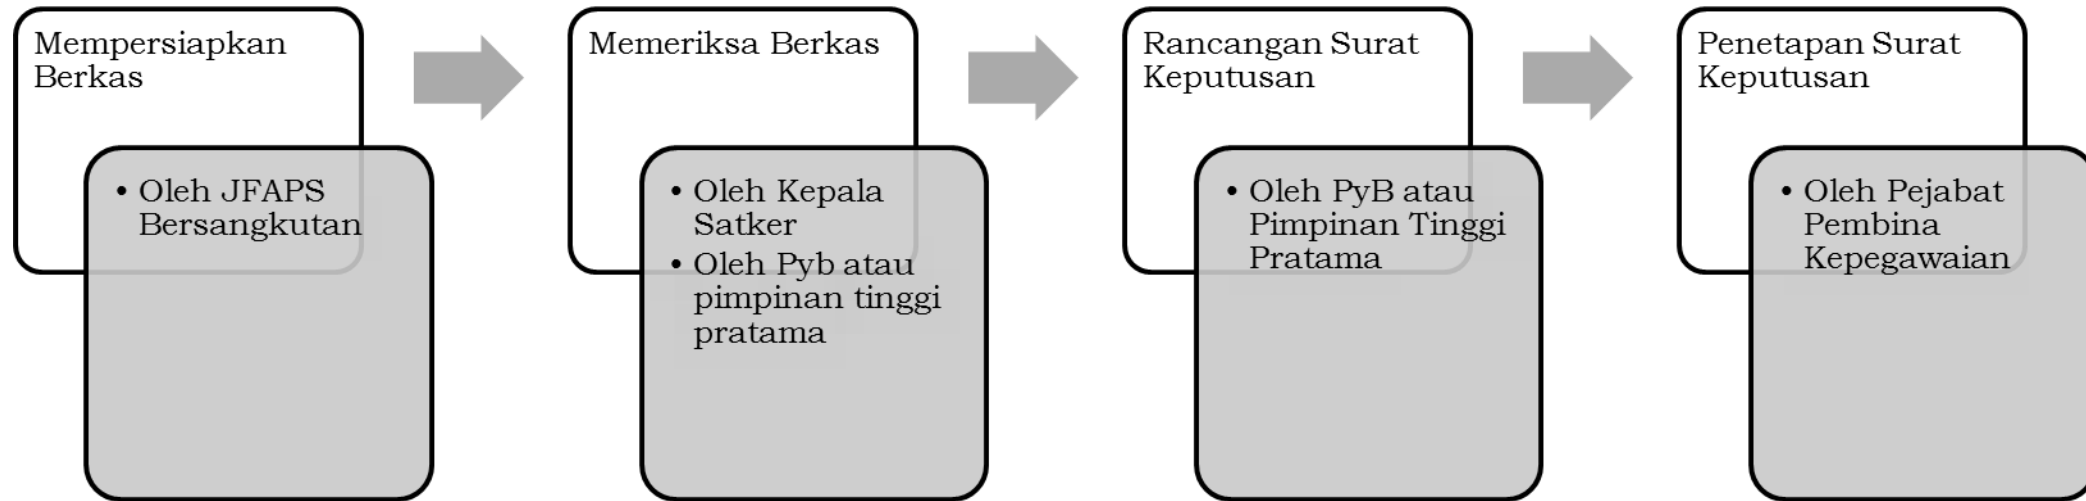 Mempersiapkan
Berkas
• Oleh JFAPS
Bersangkutan
Memeriksa Berkas
• Oleh Kepala
Satker
• Oleh Pyb atau
pimpinan tinggi
pratama
Rancangan Surat
Keputusan
• Oleh PyB atau
Pimpinan Tinggi
Pratama
Penetapan Surat
Keputusan
• Oleh Pejabat
Pembina
Kepegawaian